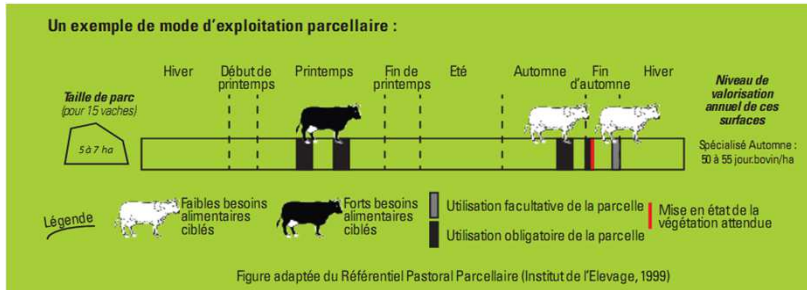 Un exemple de mode d'exploitation parcellaire :
Hiver
Début de
printemps
Printemps
Fin de
printemps
Eté
Automne
Fin
d'automne
Hiver
Taille de parc
(pour 15 vaches)
5 à 7 ha
Niveau de
valorisation
annuel de ces
surfaces
Spécialisé Automne :
50 à 55 jour.bovin/ha
Légende
Faibles besoins
alimentaires
ciblés
Forts besoins
alimentaires
ciblés
Utilisation facultative de la parcelle
Utilisation obligatoire de la parcelle
Mise en état de la
végétation attendue
Figure adaptée du Référentiel Pastoral Parcellaire (Institut de l'Elevage, 1999)